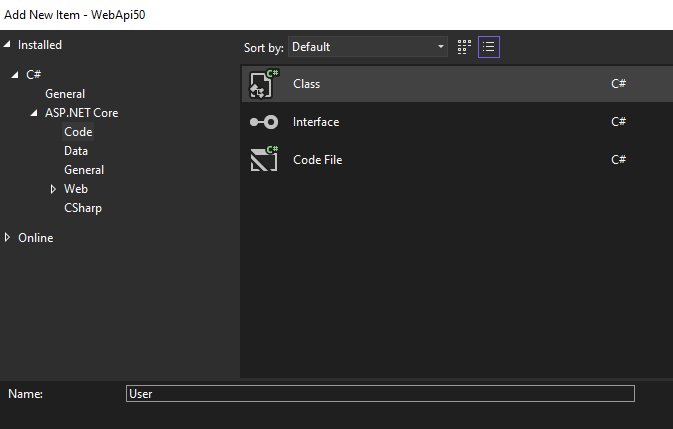 Add New Item - WebApi50
Installed
Sort by: Default
C#
General
ASP.NET Core
Code
Data
General
Web
CSharp
Online
C#
Class C#
Interface C#
C#
Code File C#
Name: User